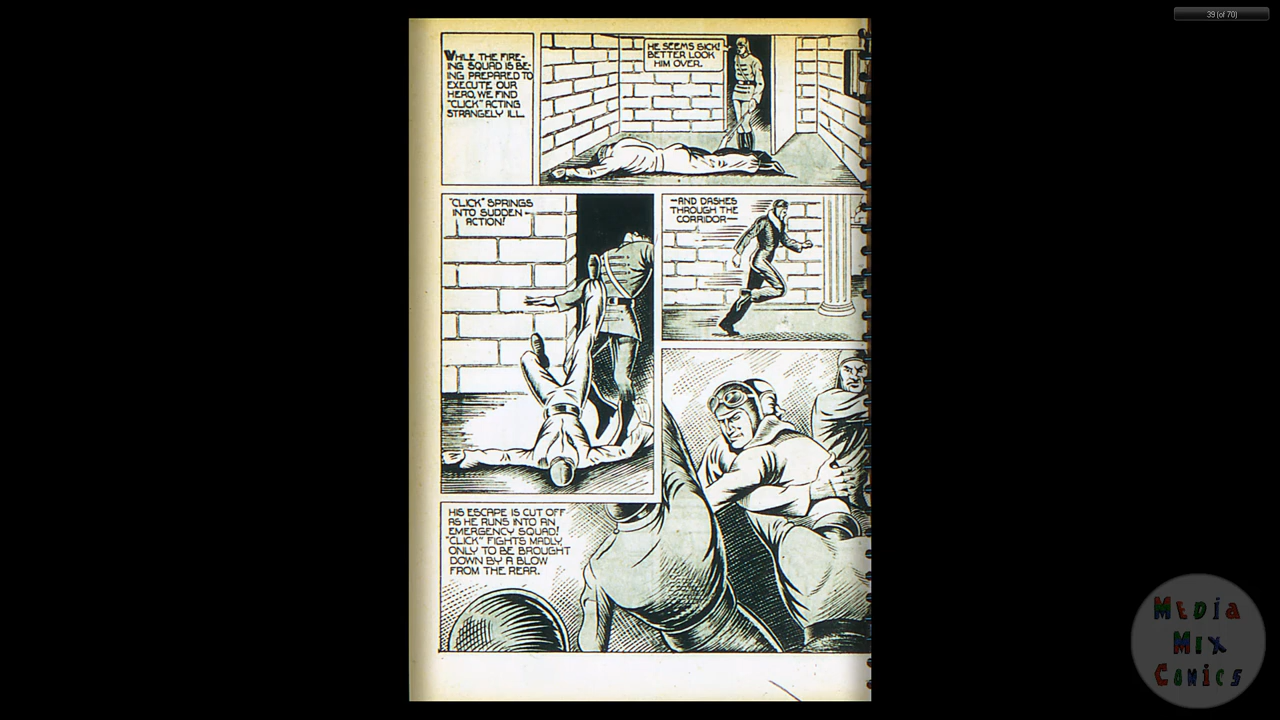 39 (of 70)
WHILE THE FIRE-
ING SQUAD IS BE-
ING PREPARED TO
EXECUTE OUR
HERO, WE FIND
"CLICK" ACTING
STRANGELY ILL.
HE SEEMS SICK!
BETTER LOOK
HIM OVER.
"CLICK" SPRINGS
INTO SUDDEN
ACTION!
—AND DASHES
THROUGH THE
CORRIDOR—
HIS ESCAPE IS CUT OFF
AS HE RUNS INTO AN
EMERGENCY SQUAD!
"CLICK" FIGHTS MADLY,
ONLY TO BE BROUGHT
DOWN BY A BLOW
FROM THE REAR.
MEDiA
MiX
COMiCS